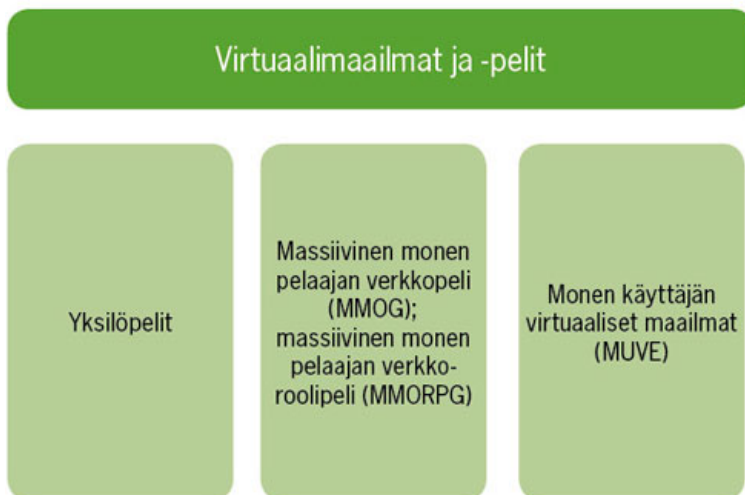 Virtuaalimaailmat ja -pelit
Yksilöpelit
Massiivinen monen
pelaajan verkkopeli
(MMOG);
massiivinen monen
pelaajan verkko-
roolipeli (MMORPG)
Monen käyttäjän
virtuaaliset maailmat
(MUVE)